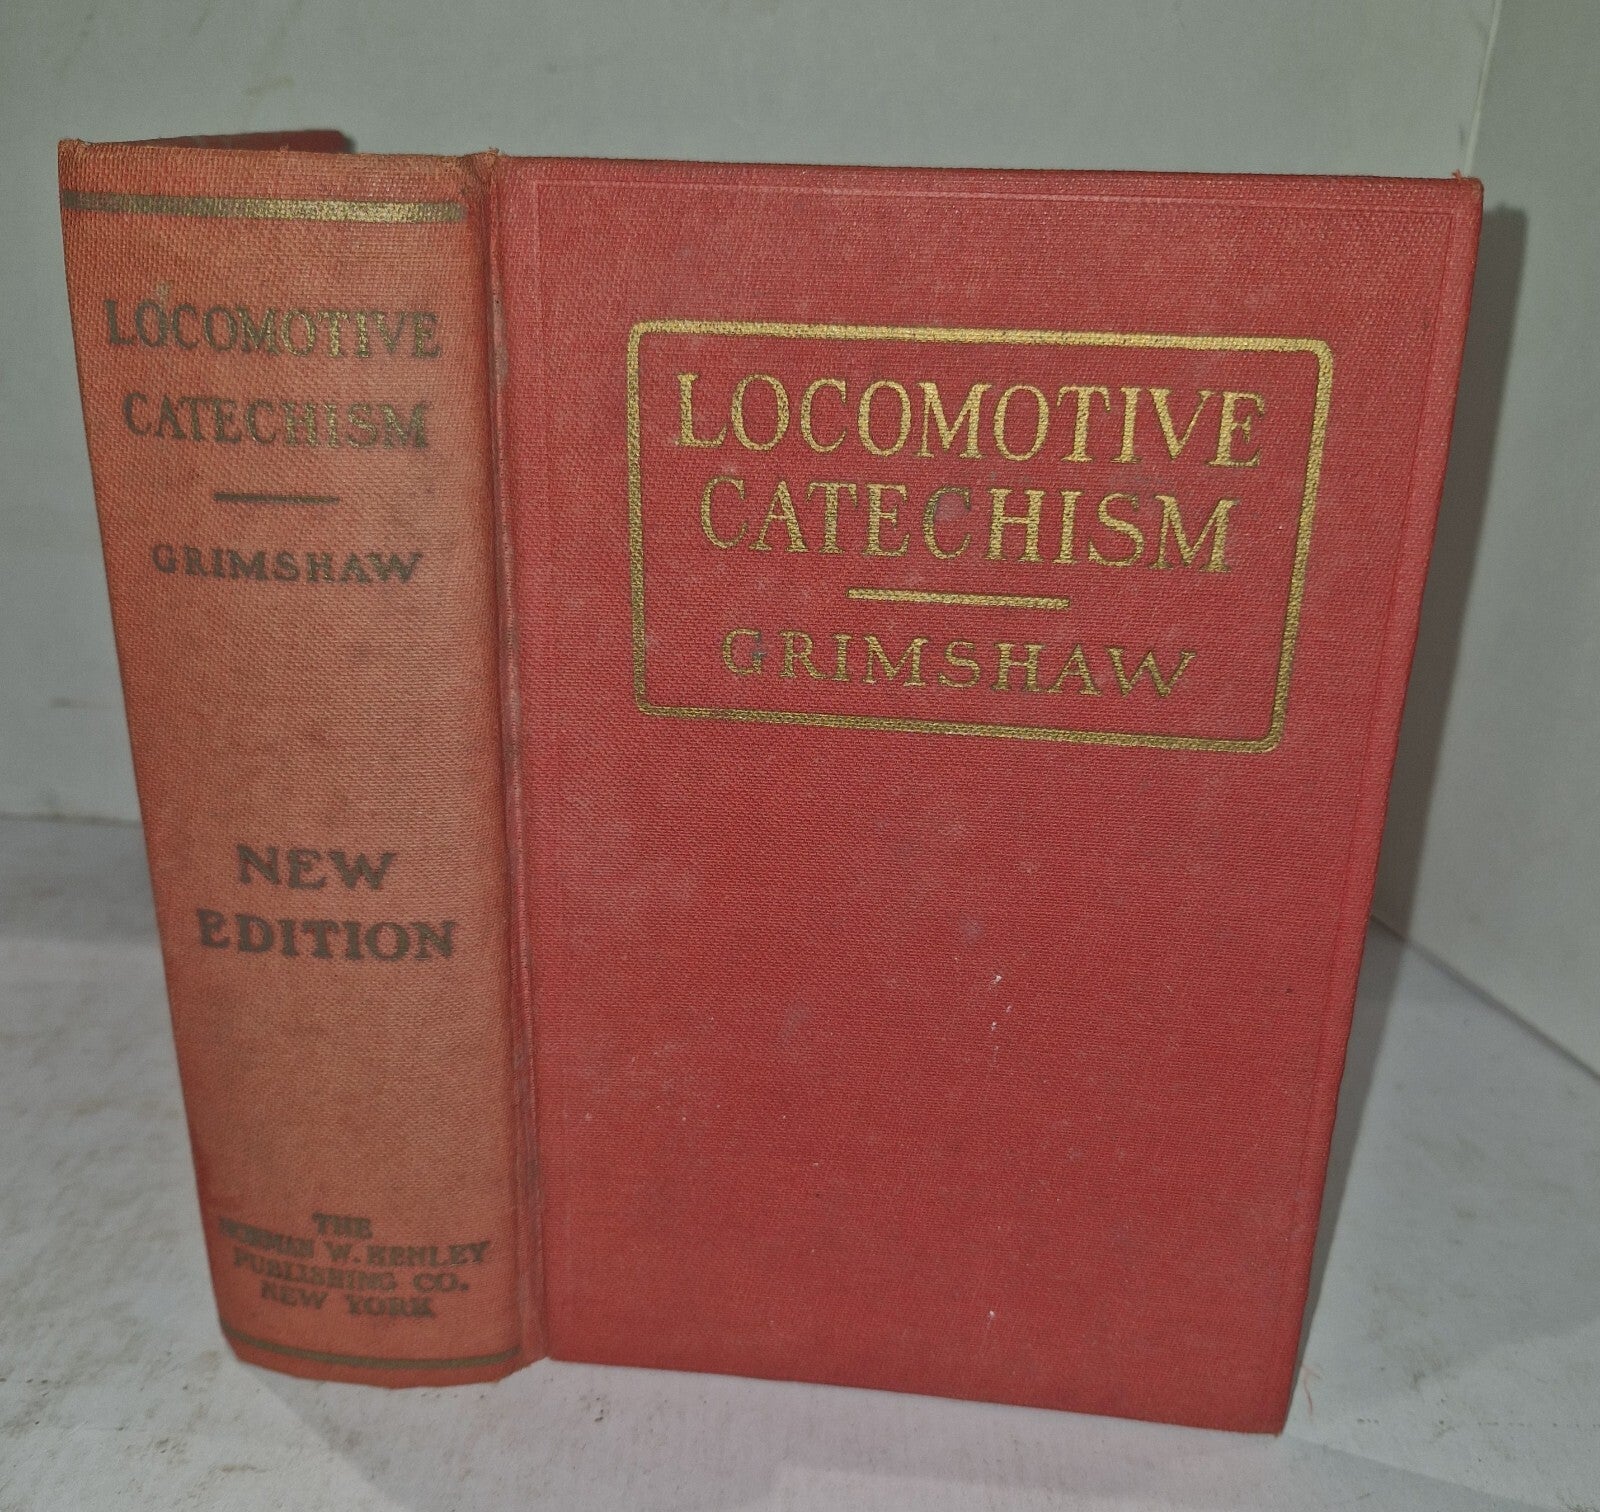 LOCOMOTIVE
CATECHISM
GRIMSHAW
NEW
EDITION
THE
NORMAN W. HENLEY
PUBLISHING CO.
NEW YORK
LOCOMOTIVE
CATECHISM
GRIMSHAW